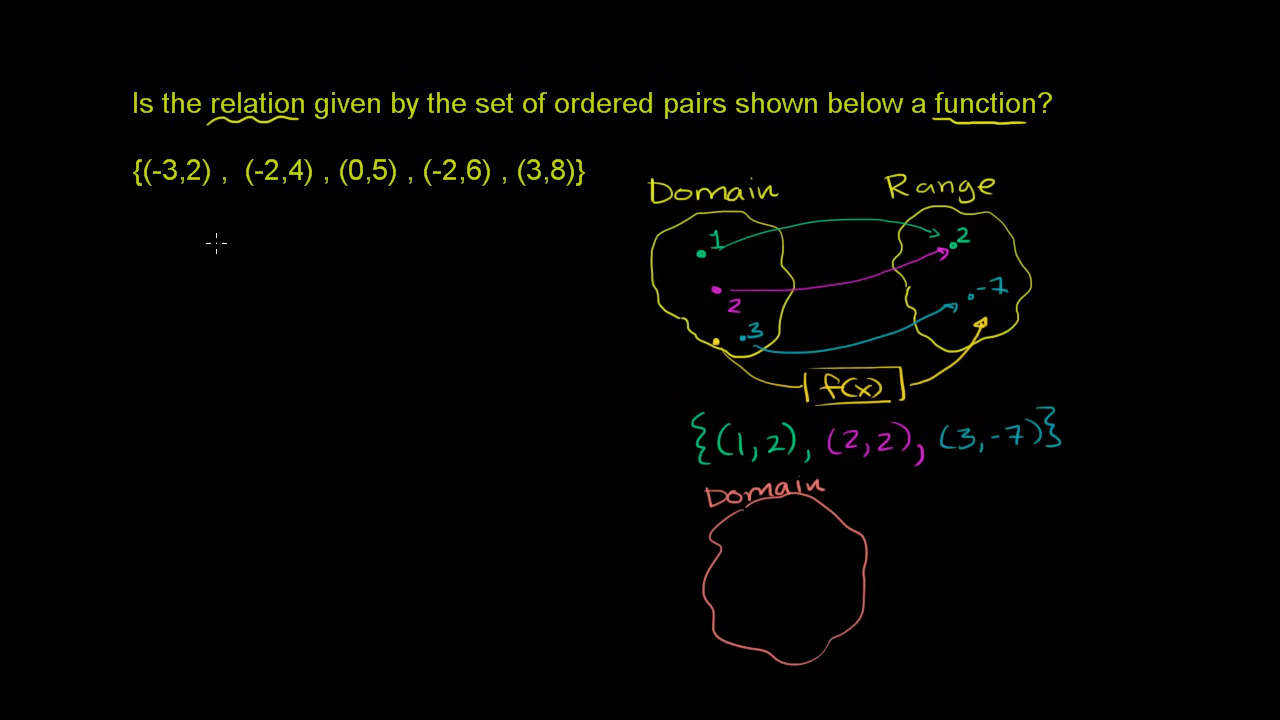 Is the relation given by the set of ordered pairs shown below a function?
{(-3,2) , (-2,4) , (0,5) , (-2,6) , (3,8)}
Domain Range
1 2
2 -7
3
f(x)
{(1,2), (2,2), (3,-7)}
Domain